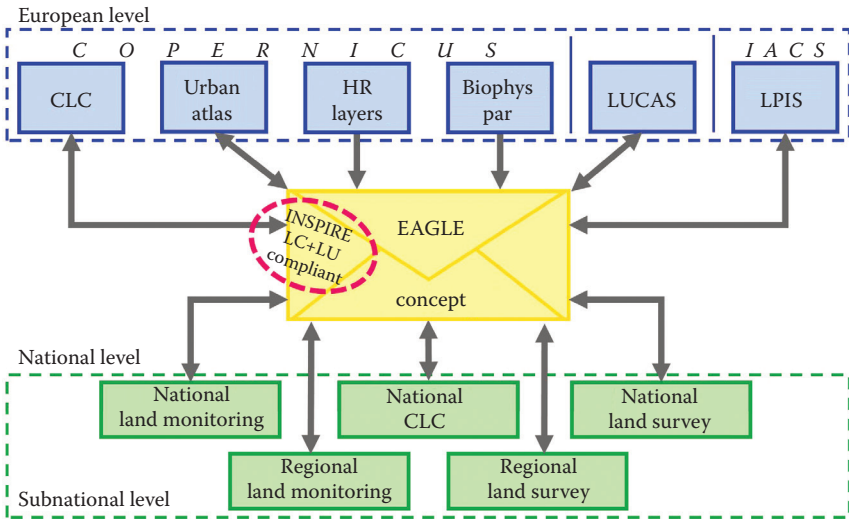 European level
C O P E R N I C U S
I A C S
CLC
Urban
atlas
HR
layers
Biophys
par
LUCAS
LPIS
INSPIRE
LC+LU
compliant
EAGLE
concept
National level
National
land monitoring
National
CLC
National
land survey
Regional
land monitoring
Regional
land survey
Subnational level